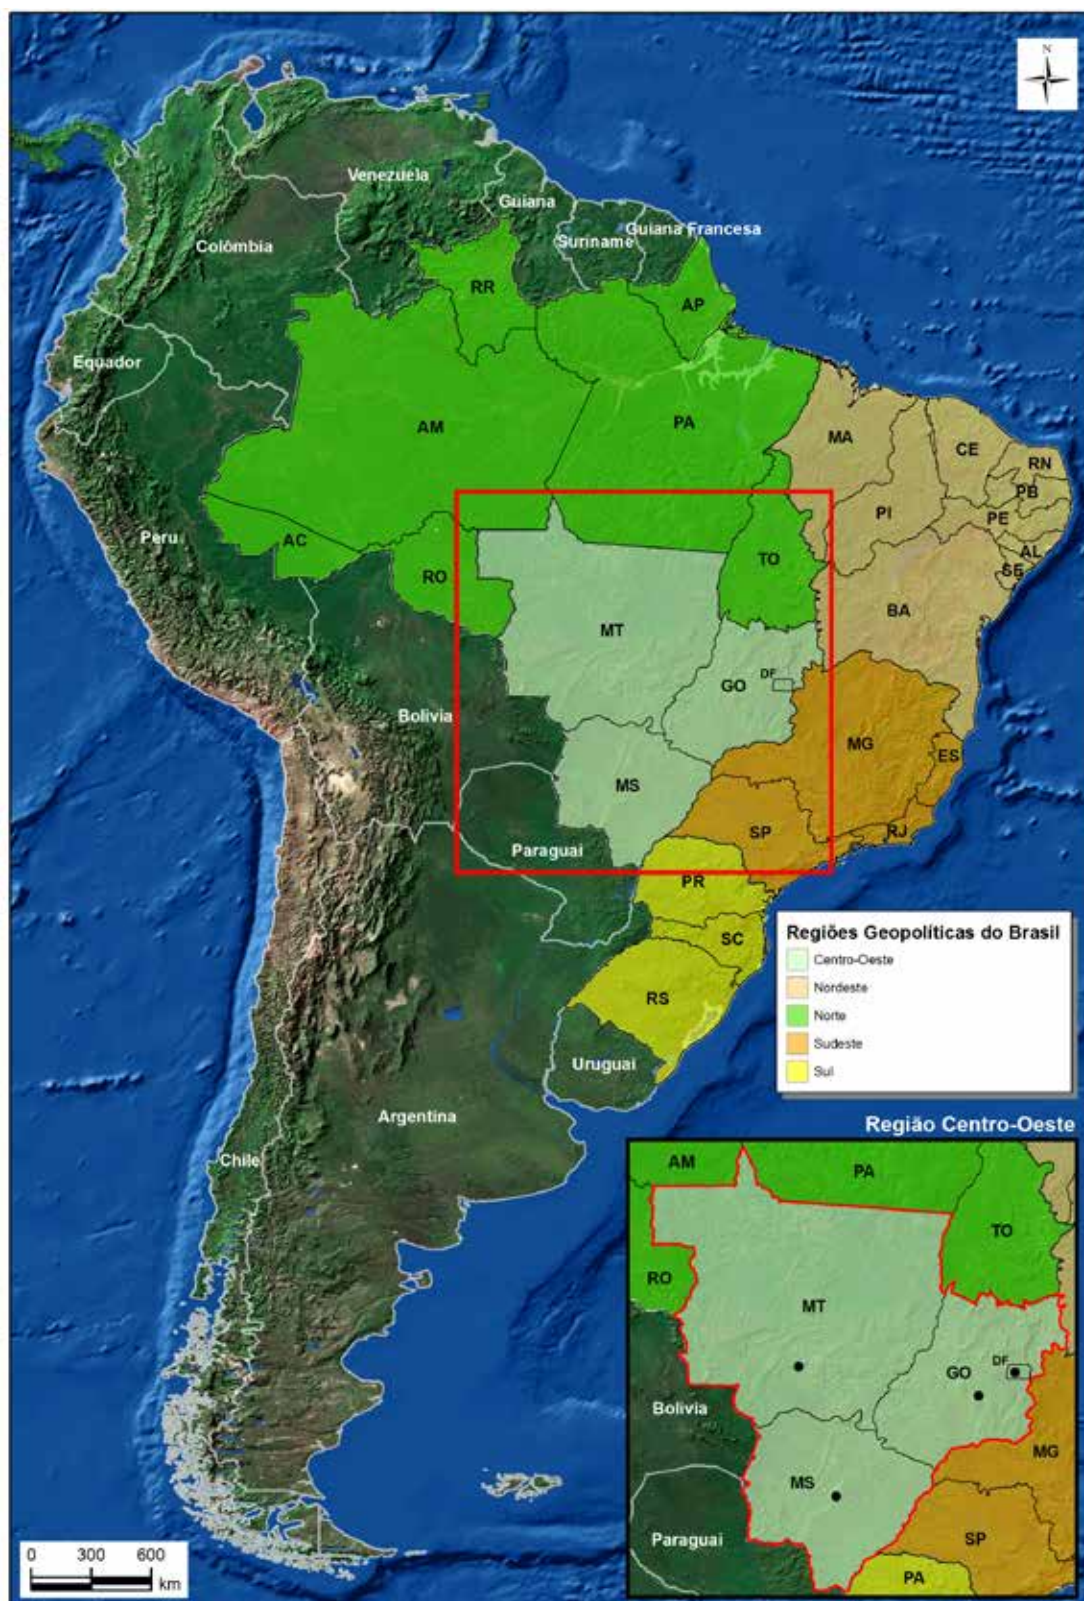 N
Venezuela
Guiana
Guiana Francesa
Suriname
Colômbia
RR
AP
Equador
AM
PA
MA
CE
RN
PB
PI
PE
AL
SE
Peru
AC
RO
TO
BA
MT
GO
DF
Bolívia
MG
ES
MS
SP
RJ
Paraguai
PR
SC
RS
Uruguai
Argentina
Chile
Regiões Geopolíticas do Brasil
Centro-Oeste
Nordeste
Norte
Sudeste
Sul
Região Centro-Oeste
AM
PA
TO
RO
MT
DF
GO
Bolívia
MG
MS
SP
Paraguai
PA
0 300 600
km